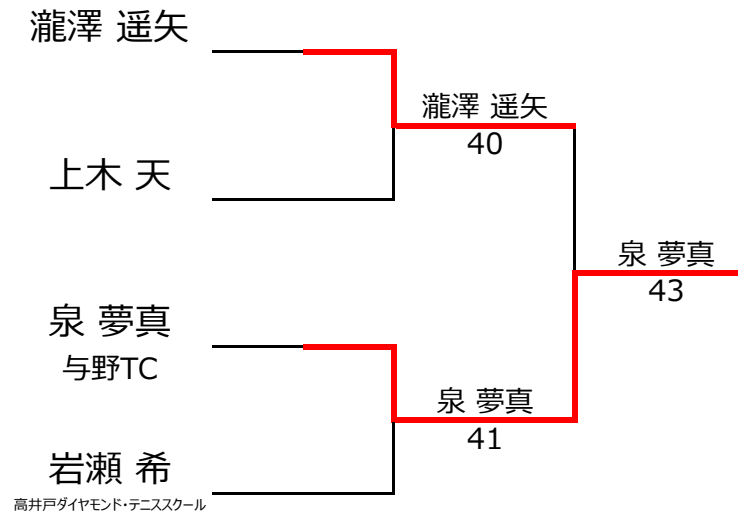 瀧澤 遥矢
上木 天
泉 夢真
与野TC
岩瀬 希
高井戸ダイヤモンド・テニススクール
瀧澤 遥矢
40
泉 夢真
41
泉 夢真
43